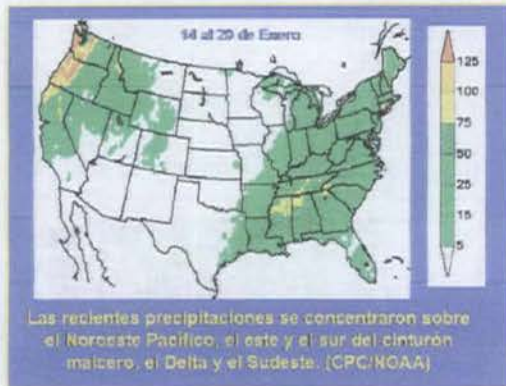 14 al 20 de Enero
125
100
75
50
25
15
5
Las recientes precipitaciones se concentraron sobre
el Noroeste Pacífico, el este y el sur del cinturón
maicero, el Delta y el Sudeste. (CPC/NOAA)